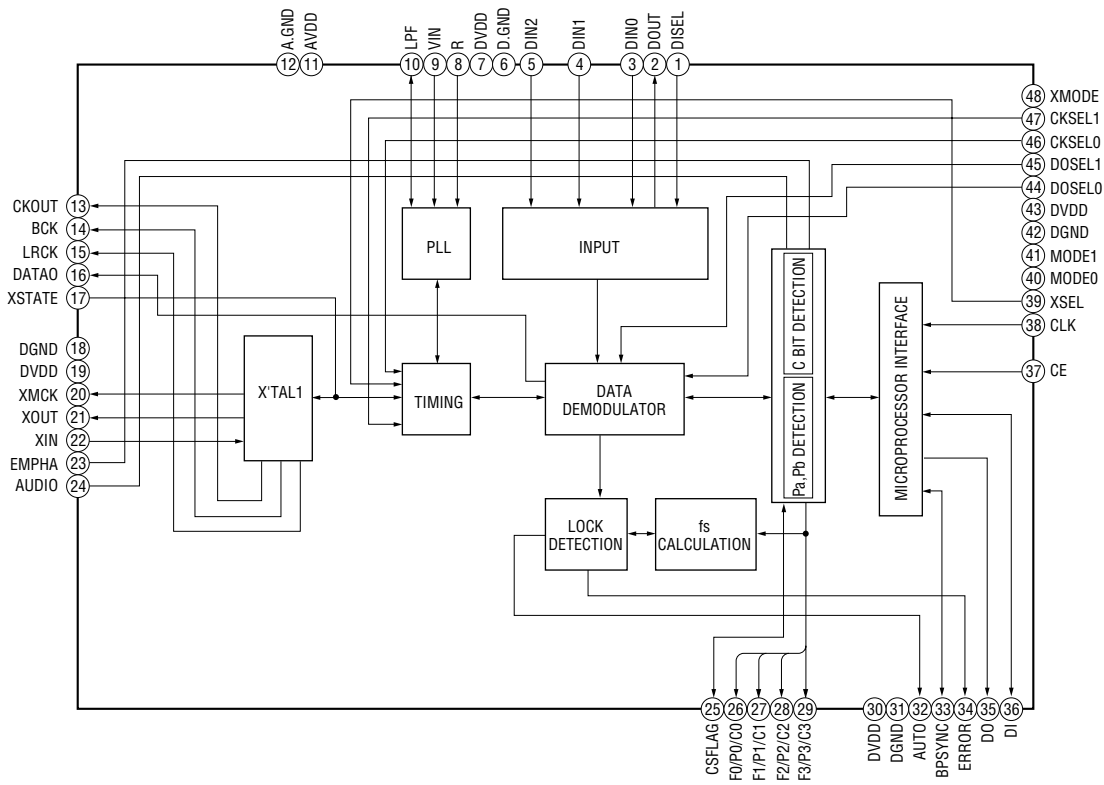 A.GND
AVDD
LPF
VIN
R
DVDD
D.GND
DIN2
DIN1
DIN0
DOUT
DISEL
12
11
10
9
8
7
6
5
4
3
2
1
48 XMODE
47 CKSEL1
46 CKSEL0
45 DOSEL1
44 DOSEL0
43 DVDD
42 DGND
41 MODE1
40 MODE0
39 XSEL
38 CLK
37 CE
CKOUT 13
BCK 14
LRCK 15
DATAO 16
XSTATE 17
DGND 18
DVDD 19
XMCK 20
XOUT 21
XIN 22
EMPHA 23
AUDIO 24
PLL
INPUT
C BIT DETECTION
Pa,Pb DETECTION
MICROPROCESSOR INTERFACE
X'TAL1
TIMING
DATA
DEMODULATOR
LOCK
DETECTION
fs
CALCULATION
25
26
27
28
29
30
31
32
33
34
35
36
CSFLAG
F0/P0/C0
F1/P1/C1
F2/P2/C2
F3/P3/C3
DVDD
DGND
AUTO
BPSYNC
ERROR
DO
DI